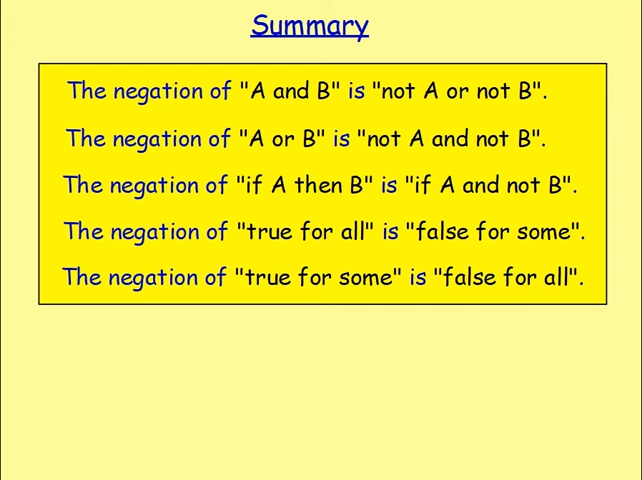 Summary
The negation of "A and B" is "not A or not B".
The negation of "A or B" is "not A and not B".
The negation of "if A then B" is "if A and not B".
The negation of "true for all" is "false for some".
The negation of "true for some" is "false for all".